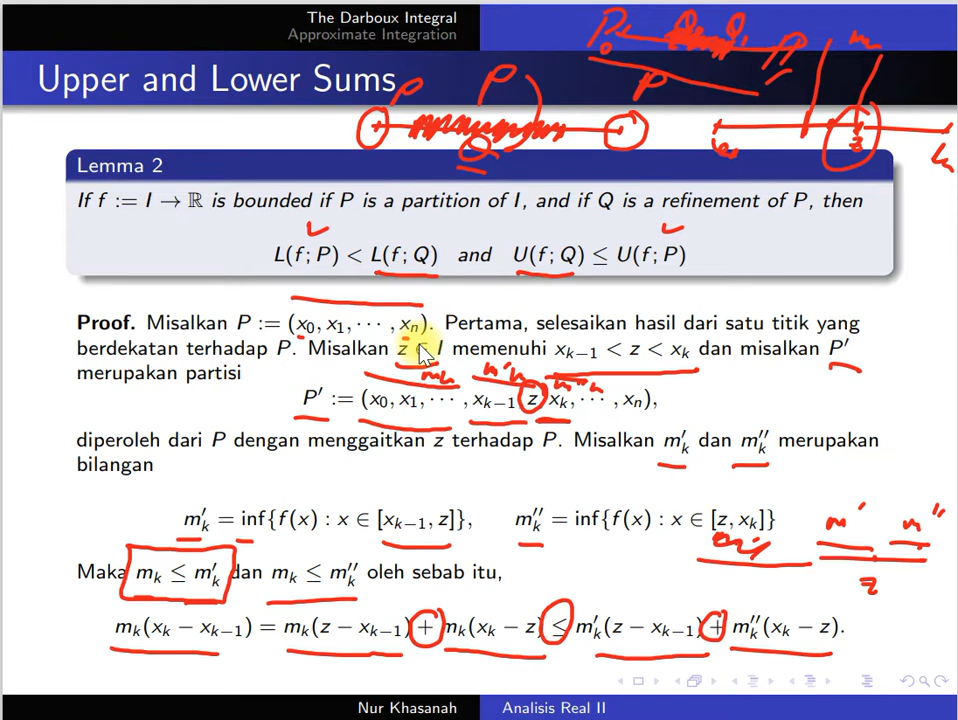 The Darboux Integral
Approximate Integration
Upper and Lower Sums
Lemma 2
If f := I → ℝ is bounded if P is a partition of I, and if Q is a refinement of P, then
L(f; P) < L(f; Q) and U(f; Q) ≤ U(f; P)
Proof. Misalkan P := (x₀, x₁, ⋯ , xₙ). Pertama, selesaikan hasil dari satu titik yang
berdekatan terhadap P. Misalkan z ∈ I memenuhi xₖ₋₁ < z < xₖ dan misalkan P′
merupakan partisi
P′ := (x₀, x₁, ⋯ , xₖ₋₁ z xₖ, ⋯ , xₙ),
diperoleh dari P dengan menggaitkan z terhadap P. Misalkan m′ₖ dan m″ₖ merupakan
bilangan
m′ₖ = inf{f(x) : x ∈ [xₖ₋₁, z]}, m″ₖ = inf{f(x) : x ∈ [z, xₖ]}
m′ m″
z
Maka mₖ ≤ m′ₖ dan mₖ ≤ m″ₖ oleh sebab itu,
mₖ(xₖ − xₖ₋₁) = mₖ(z − xₖ₋₁) + mₖ(xₖ − z) ≤ m′ₖ(z − xₖ₋₁) + m″ₖ(xₖ − z).
Nur Khasanah
Analisis Real II